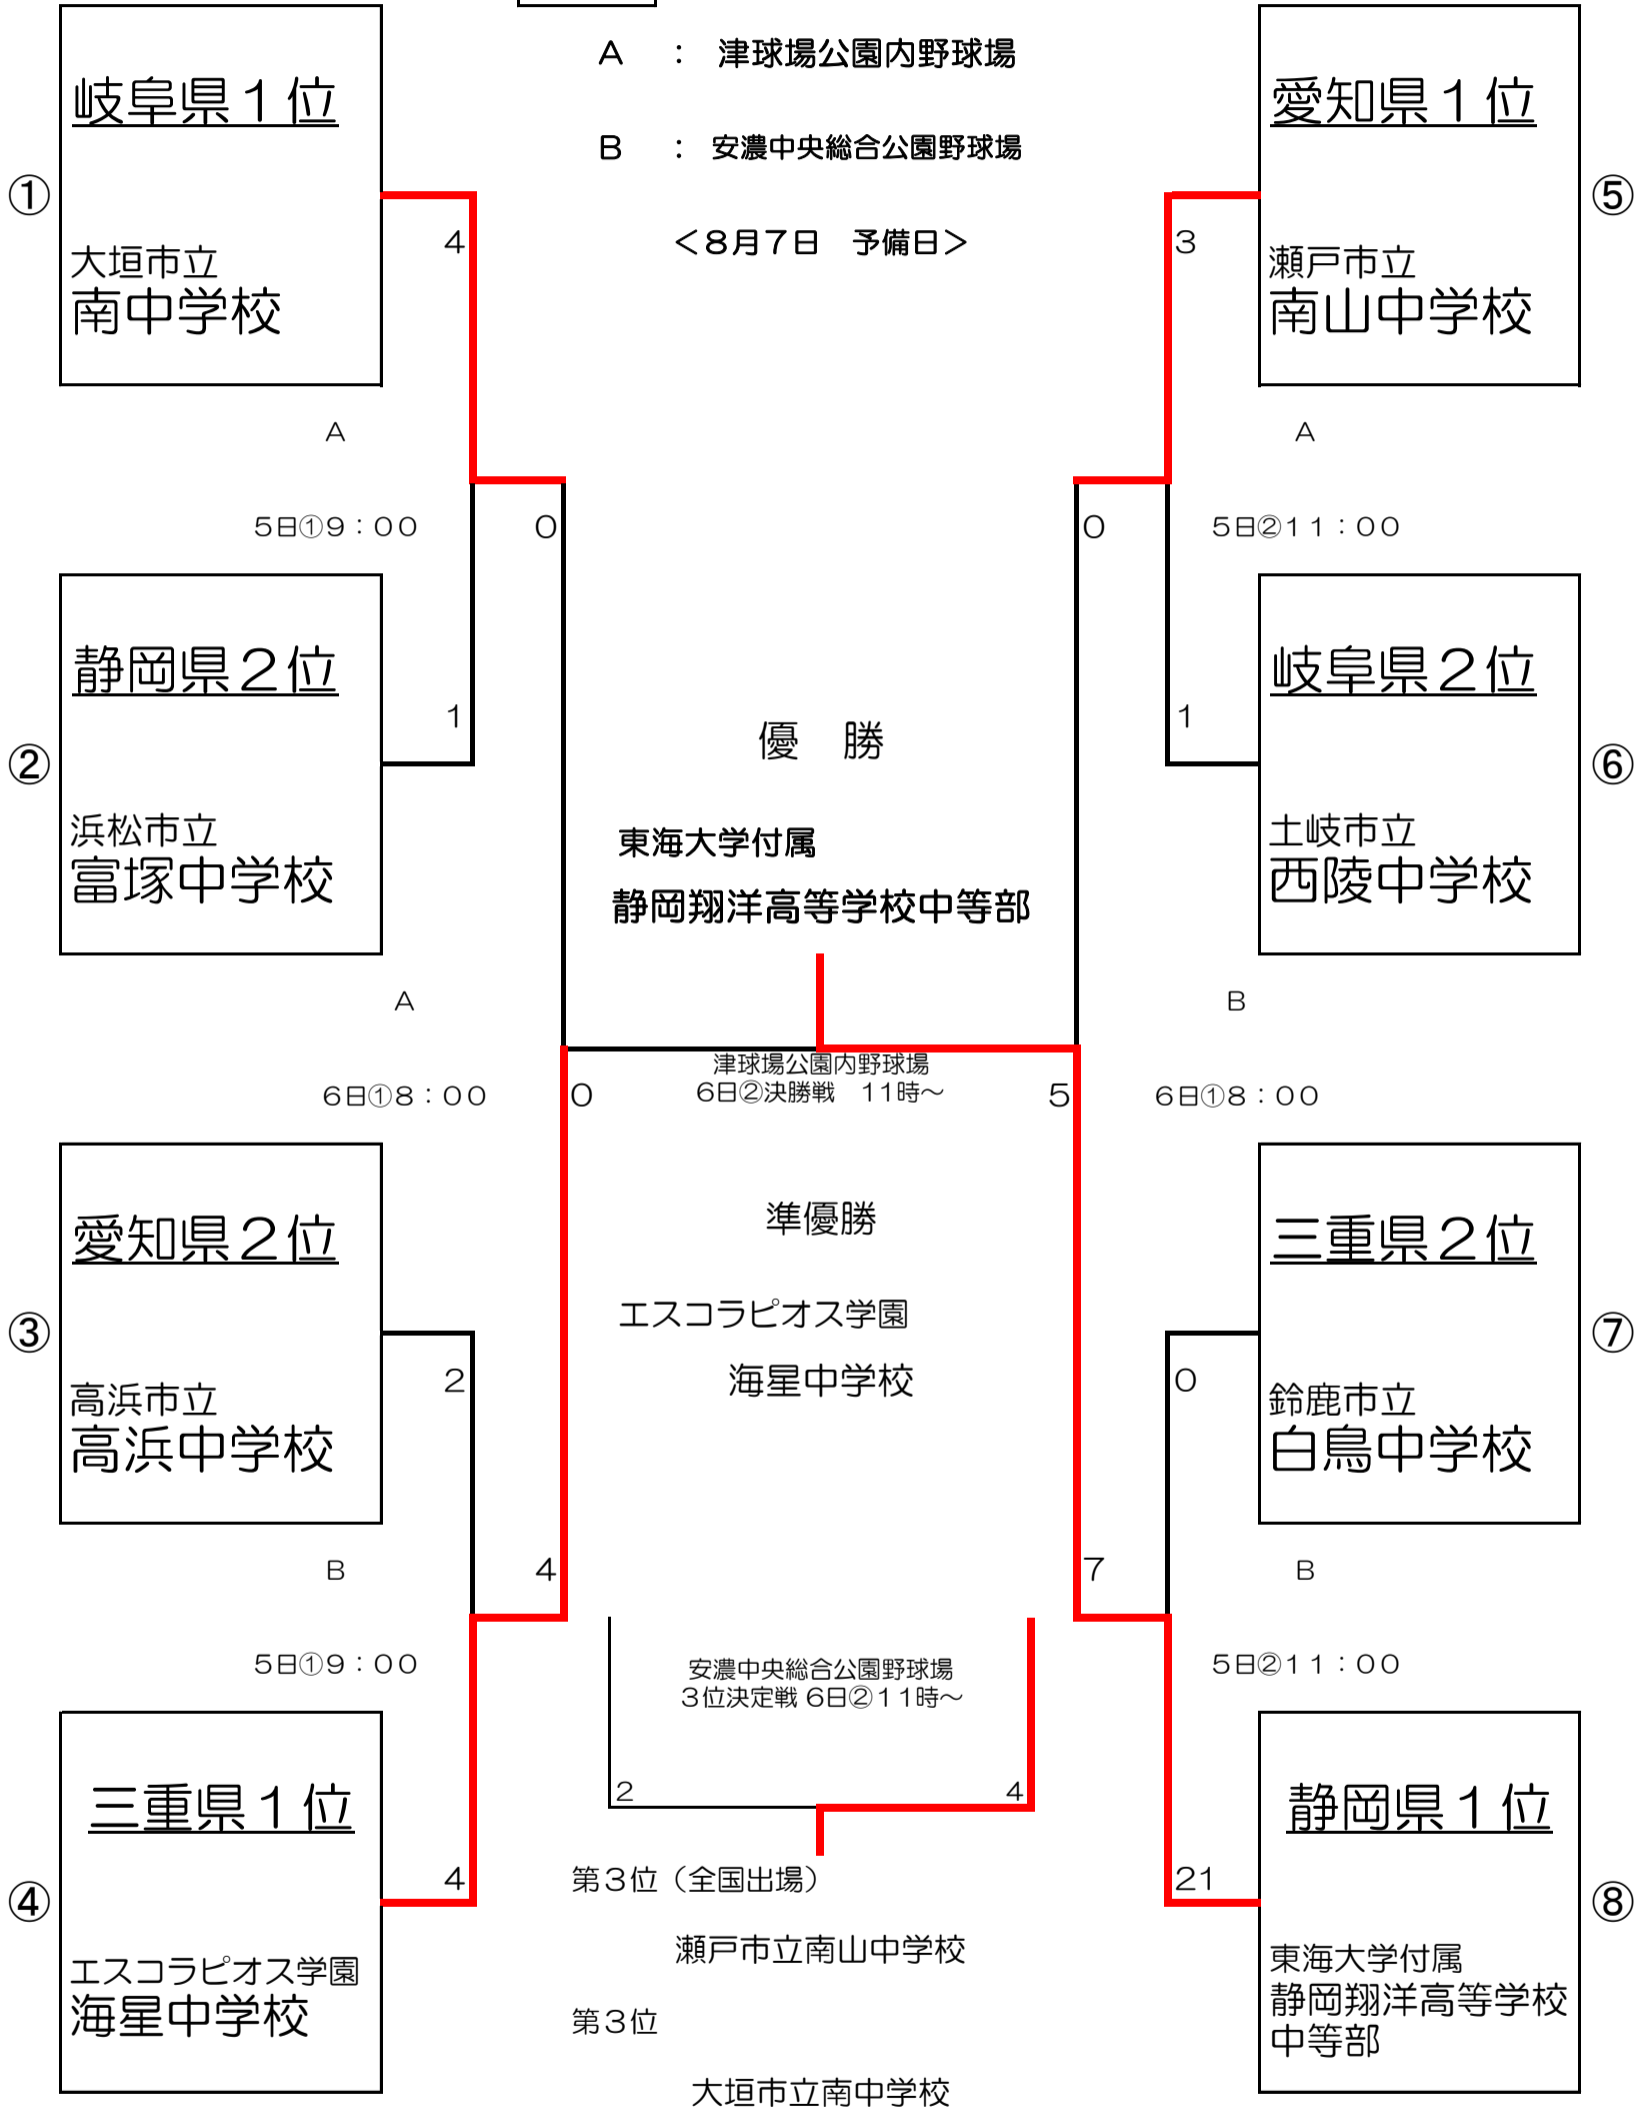 A ： 津球場公園内野球場
B ： 安濃中央総合公園野球場
＜８月７日　予備日＞
①
岐阜県１位
大垣市立
南中学校
4
A
5日①9：00
0
②
静岡県２位
浜松市立
富塚中学校
1
A
6日①8：00
③
愛知県２位
高浜市立
高浜中学校
2
B
5日①9：00
4
④
三重県１位
エスコラピオス学園
海星中学校
4
優　勝
東海大学付属
静岡翔洋高等学校中等部
津球場公園内野球場
6日②決勝戦　11時～
0
5
準優勝
エスコラピオス学園
海星中学校
安濃中央総合公園野球場
３位決定戦 6日②１１時～
2
4
第３位（全国出場）
瀬戸市立南山中学校
第３位
大垣市立南中学校
⑤
愛知県１位
瀬戸市立
南山中学校
3
A
5日②１１：00
0
⑥
岐阜県２位
土岐市立
西陵中学校
1
B
6日①8：00
⑦
三重県２位
鈴鹿市立
白鳥中学校
0
B
5日②１１：00
7
⑧
静岡県１位
東海大学付属
静岡翔洋高等学校
中等部
21